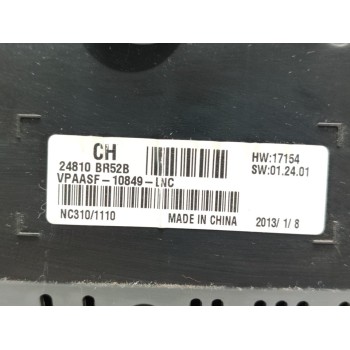 CH
24810 BR52B
VPAASF-10849-LNC
HW:17154
SW:01.24.01
NC310/1110
MADE IN CHINA
2013/ 1/ 8